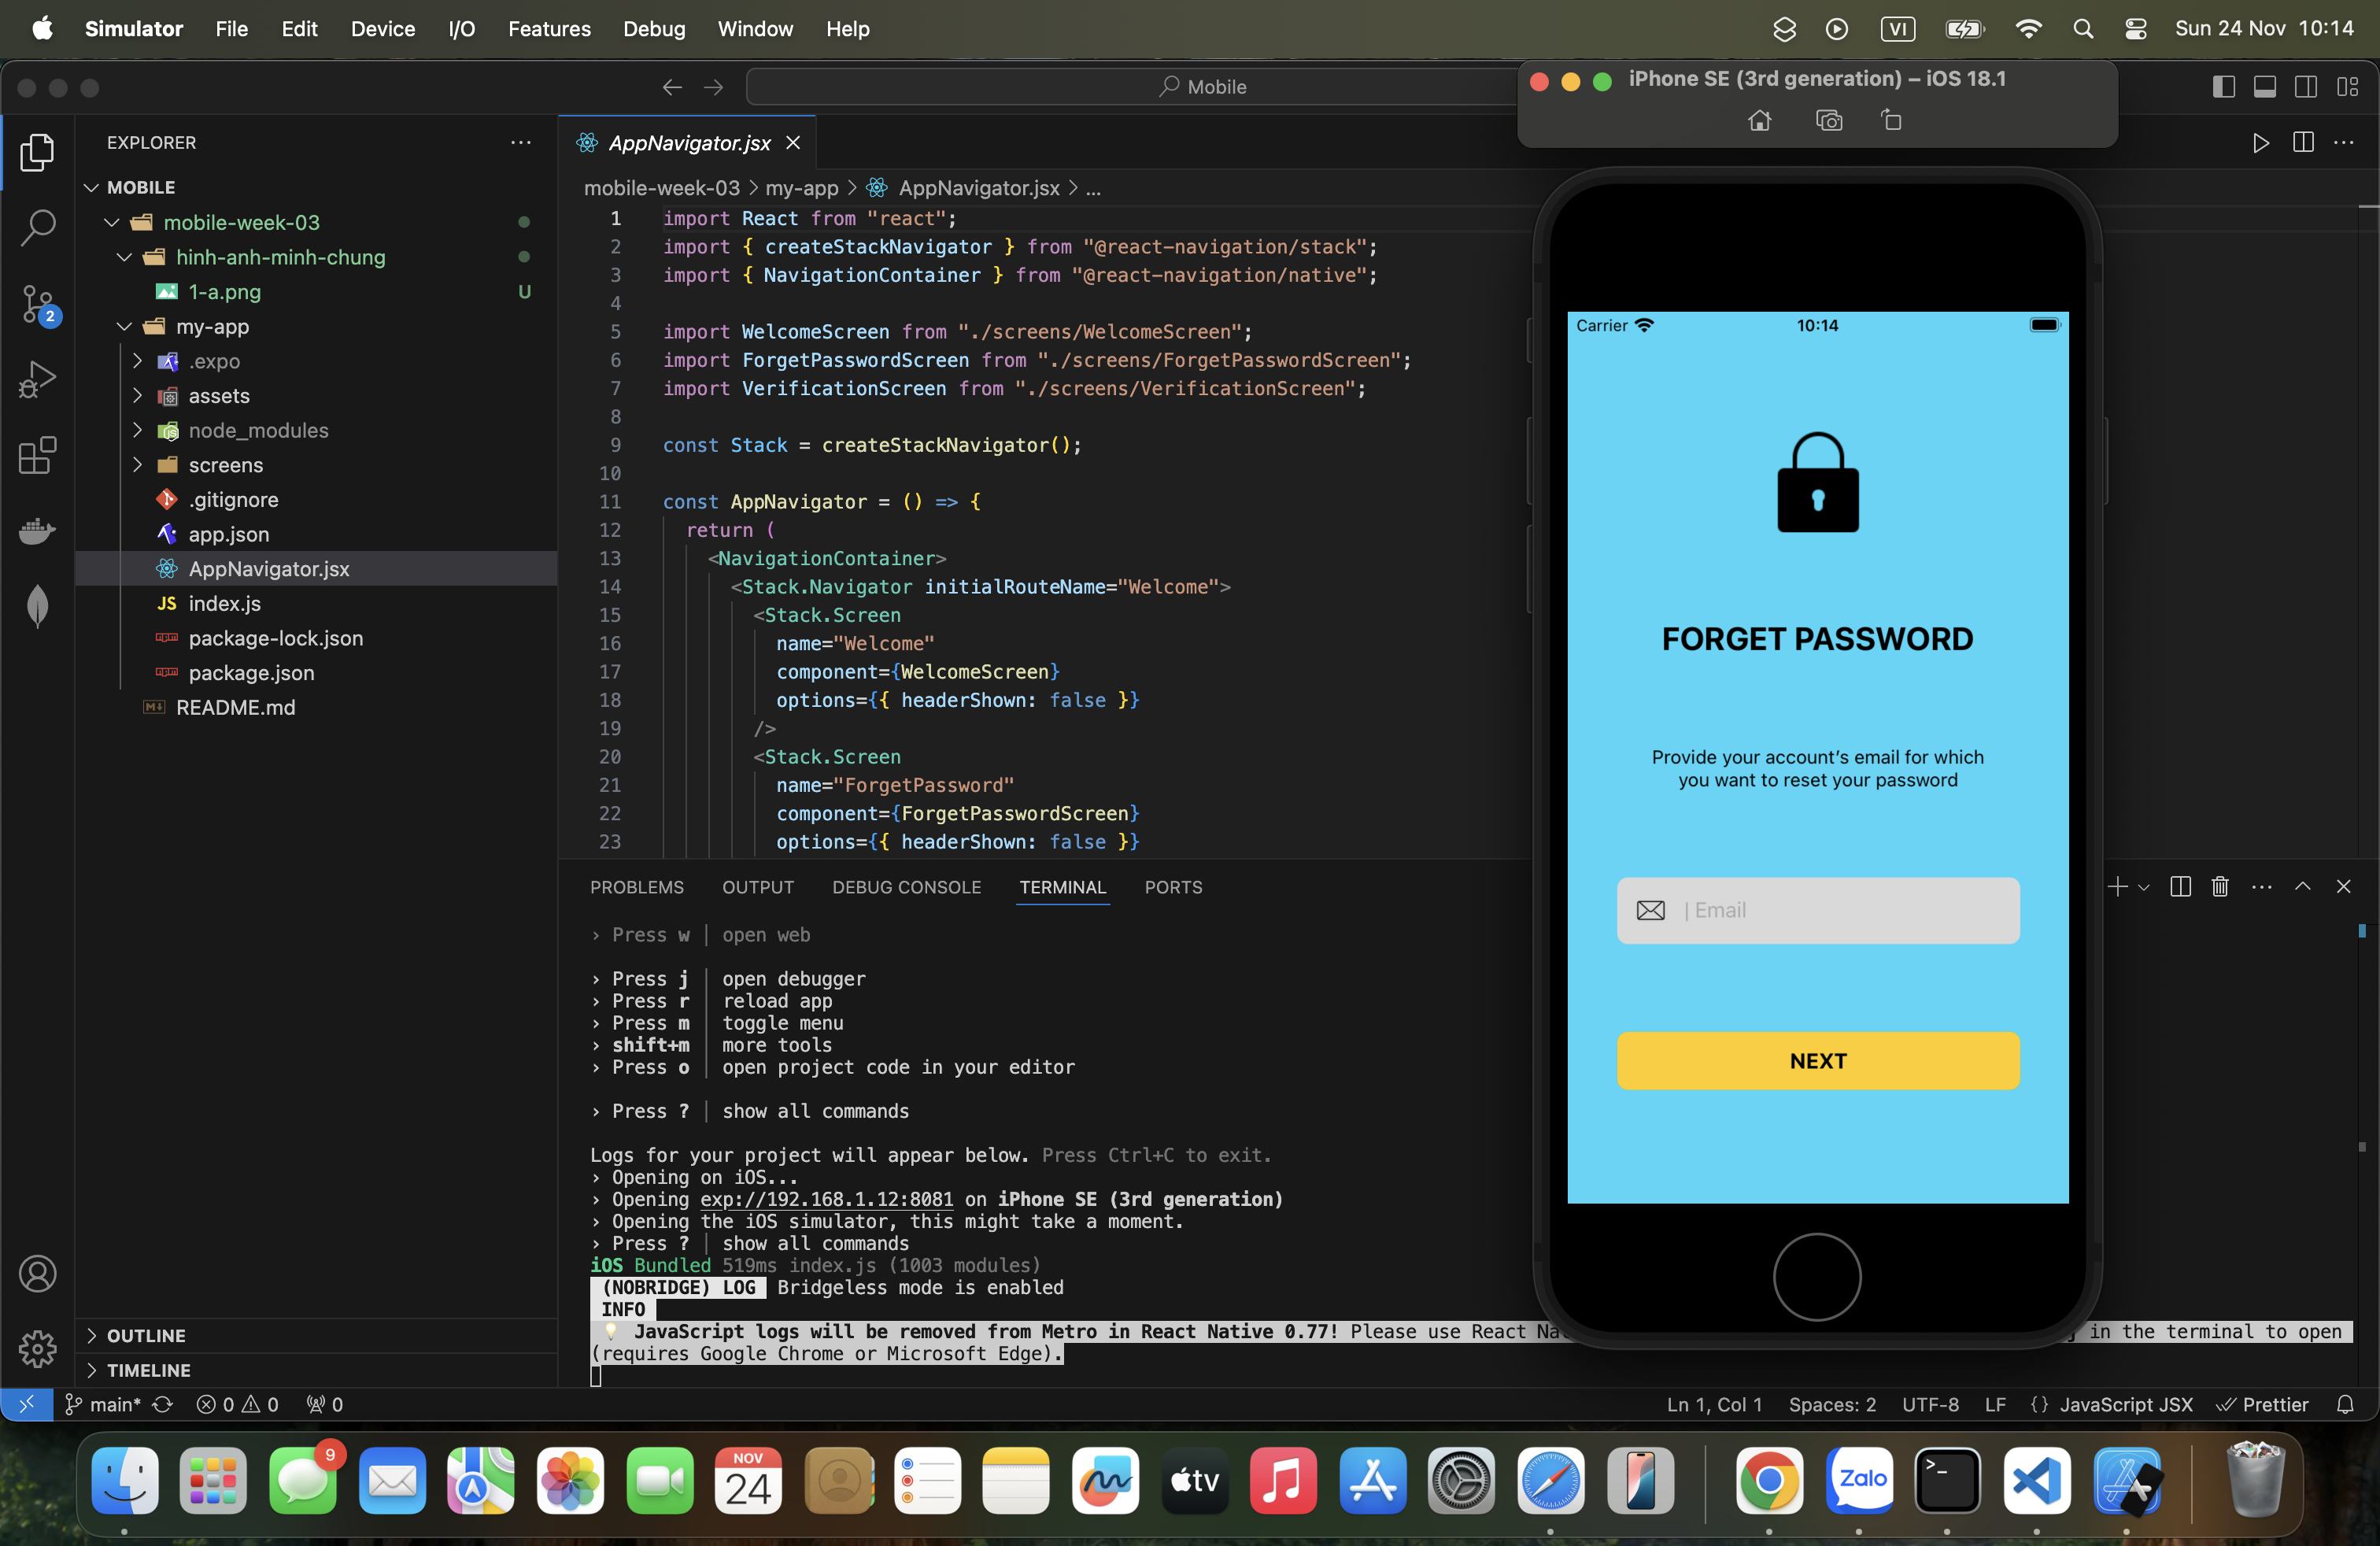 Simulator File Edit Device I/O Features Debug Window Help VI Sun 24 Nov 10:14
Mobile
EXPLORER
MOBILE
mobile-week-03
hinh-anh-minh-chung
1-a.png U
2
my-app
.expo
assets
node_modules
screens
.gitignore
app.json
AppNavigator.jsx
JS index.js
package-lock.json
package.json
README.md
OUTLINE
TIMELINE
AppNavigator.jsx
mobile-week-03 > my-app > AppNavigator.jsx > ...
1 import React from "react";
2 import { createStackNavigator } from "@react-navigation/stack";
3 import { NavigationContainer } from "@react-navigation/native";
4
5 import WelcomeScreen from "./screens/WelcomeScreen";
6 import ForgetPasswordScreen from "./screens/ForgetPasswordScreen";
7 import VerificationScreen from "./screens/VerificationScreen";
8
9 const Stack = createStackNavigator();
10
11 const AppNavigator = () => {
12 return (
13 <NavigationContainer>
14 <Stack.Navigator initialRouteName="Welcome">
15 <Stack.Screen
16 name="Welcome"
17 component={WelcomeScreen}
18 options={{ headerShown: false }}
19 />
20 <Stack.Screen
21 name="ForgetPassword"
22 component={ForgetPasswordScreen}
23 options={{ headerShown: false }}
PROBLEMS OUTPUT DEBUG CONSOLE TERMINAL PORTS
› Press w │ open web
› Press j │ open debugger
› Press r │ reload app
› Press m │ toggle menu
› shift+m │ more tools
› Press o │ open project code in your editor
› Press ? │ show all commands
Logs for your project will appear below. Press Ctrl+C to exit.
› Opening on iOS...
› Opening exp://192.168.1.12:8081 on iPhone SE (3rd generation)
› Opening the iOS simulator, this might take a moment.
› Press ? │ show all commands
iOS Bundled 519ms index.js (1003 modules)
(NOBRIDGE) LOG Bridgeless mode is enabled
INFO
JavaScript logs will be removed from Metro in React Native 0.77! Please use React Na in the terminal to open
(requires Google Chrome or Microsoft Edge).
iPhone SE (3rd generation) – iOS 18.1
Carrier 10:14
FORGET PASSWORD
Provide your account’s email for which
you want to reset your password
| Email
NEXT
main* 0 0 0 Ln 1, Col 1 Spaces: 2 UTF-8 LF {} JavaScript JSX Prettier
9
NOV
24
tv
Zalo
>_